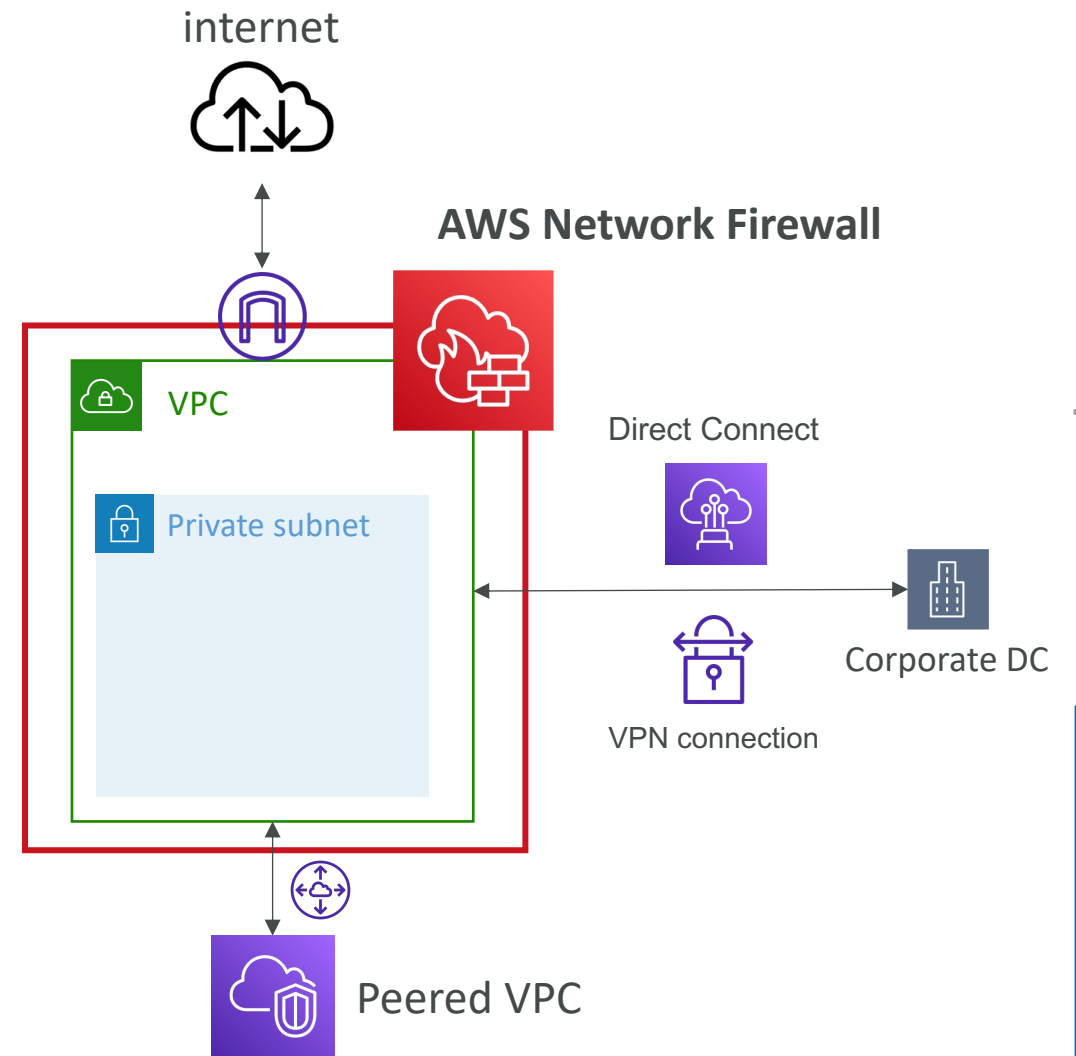 internet
AWS Network Firewall
VPC
Direct Connect
Private subnet
Corporate DC
VPN connection
Peered VPC